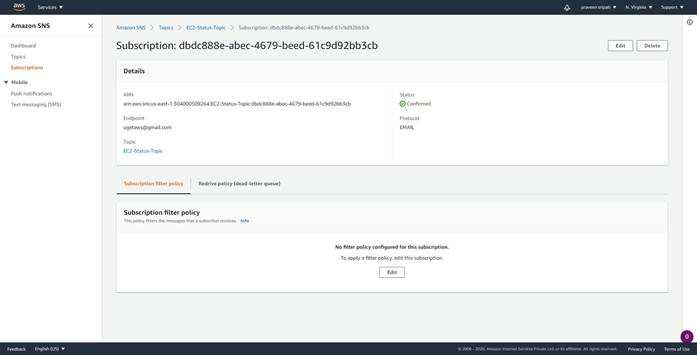 aws
Services
praveen sripati
N. Virginia
Support
Amazon SNS
Dashboard
Topics
Subscriptions
Mobile
Push notifications
Text messaging (SMS)
Amazon SNS
Topics
EC2-Status-Topic
Subscription: dbdc888e-abec-4679-beed-61c9d92bb3cb
Subscription: dbdc888e-abec-4679-beed-61c9d92bb3cb
Edit
Delete
Details
ARN
arn:aws:sns:us-east-1:304000509264:EC2-Status-Topic:dbdc888e-abec-4679-beed-61c9d92bb3cb
Endpoint
ugetaws@gmail.com
Topic
EC2-Status-Topic
Status
Confirmed
Protocol
EMAIL
Subscription filter policy
Redrive policy (dead-letter queue)
Subscription filter policy
This policy filters the messages that a subscriber receives. Info
No filter policy configured for this subscription.
To apply a filter policy, edit this subscription.
Edit
Feedback
English (US)
© 2008 - 2020, Amazon Internet Services Private Ltd. or its affiliates. All rights reserved.
Privacy Policy
Terms of Use